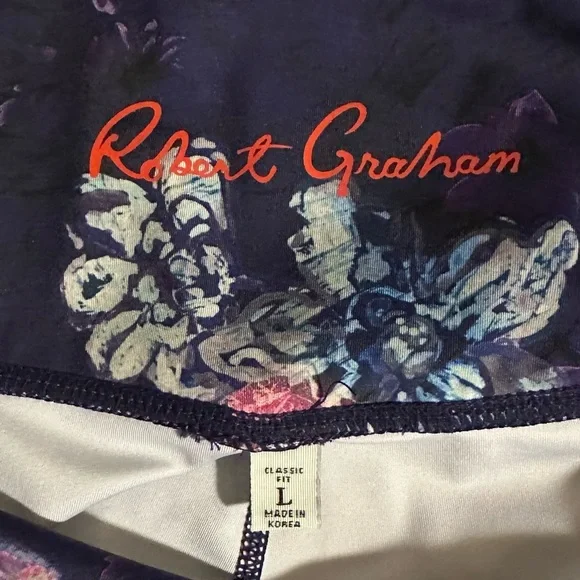 Robert Graham
CLASSIC
FIT
L
MADE IN
KOREA